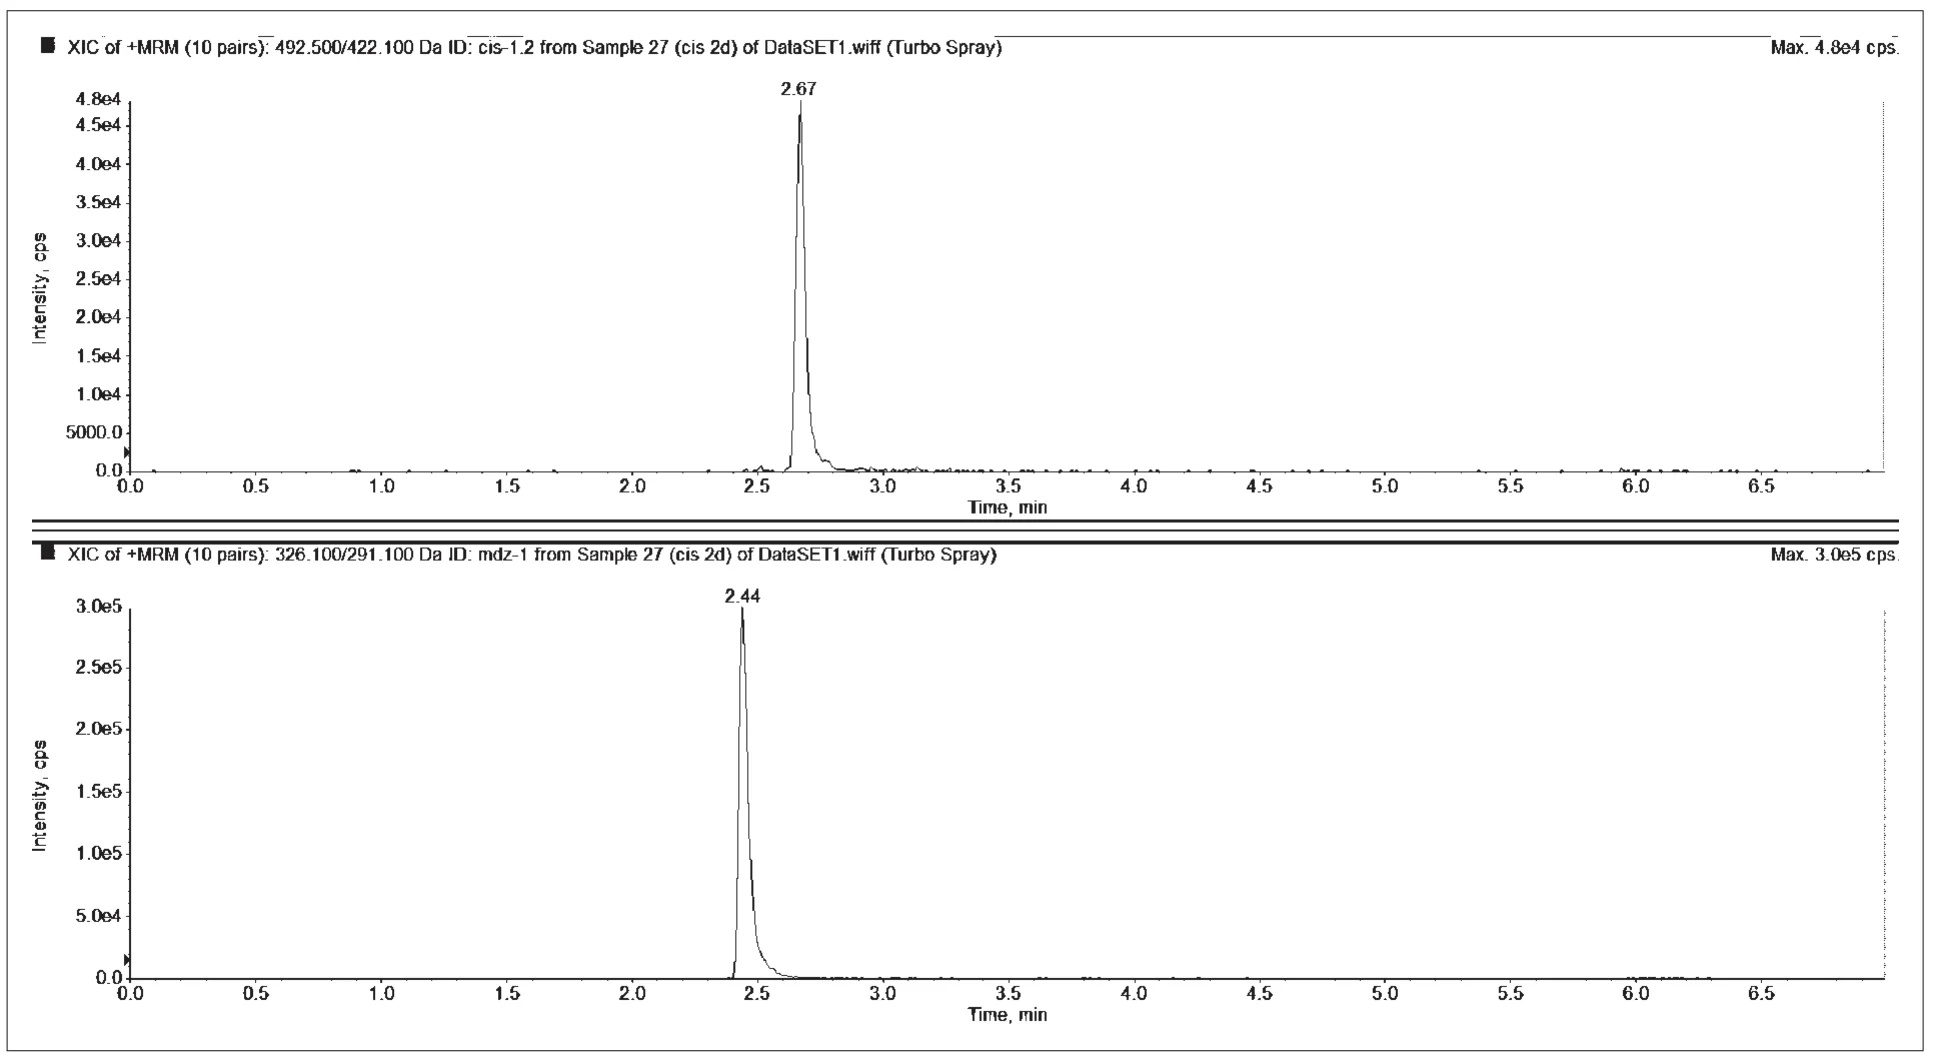 XIC of +MRM (10 pairs): 492.500/422.100 Da ID: cis-1.2 from Sample 27 (cis 2d) of DataSET1.wiff (Turbo Spray) Max. 4.8e4 cps.
2.67
4.8e4
4.5e4
4.0e4
3.5e4
3.0e4
2.5e4
2.0e4
1.5e4
1.0e4
5000.0
0.0
Intensity, cps
0.0 0.5 1.0 1.5 2.0 2.5 3.0 3.5 4.0 4.5 5.0 5.5 6.0 6.5
Time, min
XIC of +MRM (10 pairs): 326.100/291.100 Da ID: mdz-1 from Sample 27 (cis 2d) of DataSET1.wiff (Turbo Spray) Max. 3.0e5 cps.
2.44
3.0e5
2.5e5
2.0e5
1.5e5
1.0e5
5.0e4
0.0
Intensity, cps
0.0 0.5 1.0 1.5 2.0 2.5 3.0 3.5 4.0 4.5 5.0 5.5 6.0 6.5
Time, min